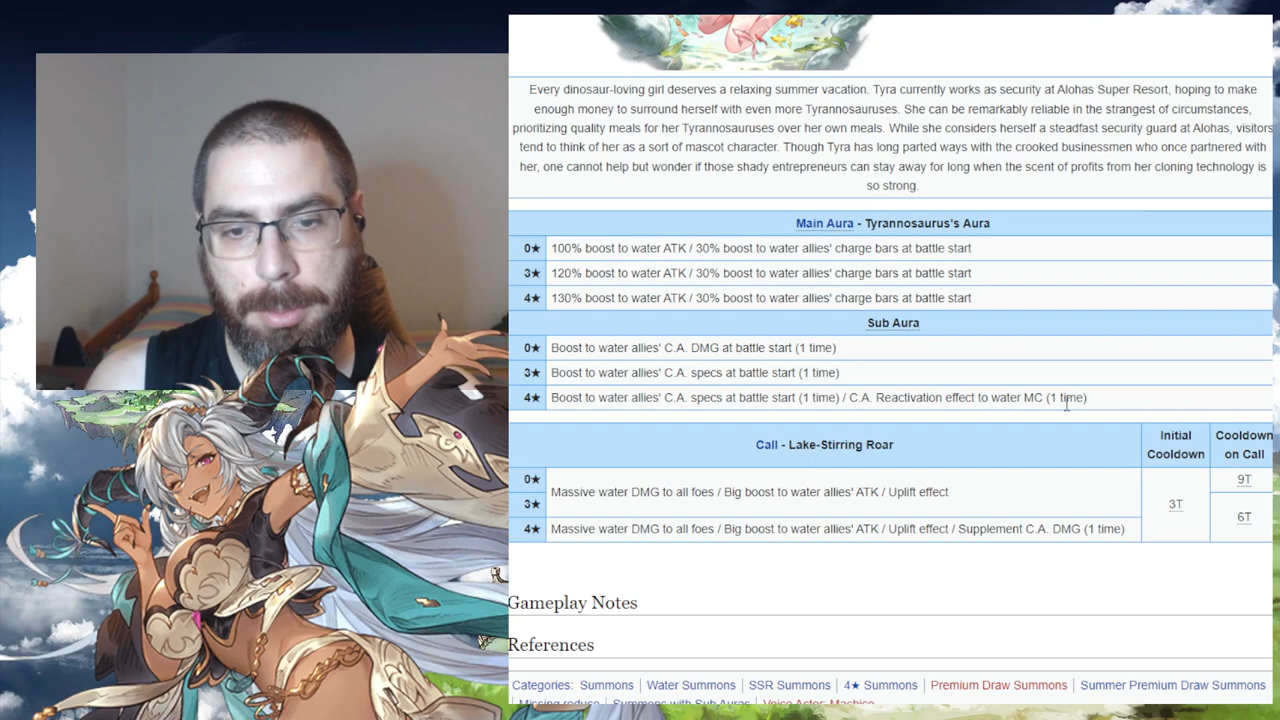 Every dinosaur-loving girl deserves a relaxing summer vacation. Tyra currently works as security at Alohas Super Resort, hoping to make
enough money to surround herself with even more Tyrannosauruses. She can be remarkably reliable in the strangest of circumstances,
prioritizing quality meals for her Tyrannosauruses over her own meals. While she considers herself a steadfast security guard at Alohas, visitors
tend to think of her as a sort of mascot character. Though Tyra has long parted ways with the crooked businessmen who once partnered with
her, one cannot help but wonder if those shady entrepreneurs can stay away for long when the scent of profits from her cloning technology is
so strong.
Main Aura - Tyrannosaurus's Aura
0★ 100% boost to water ATK / 30% boost to water allies' charge bars at battle start
3★ 120% boost to water ATK / 30% boost to water allies' charge bars at battle start
4★ 130% boost to water ATK / 30% boost to water allies' charge bars at battle start
Sub Aura
0★ Boost to water allies' C.A. DMG at battle start (1 time)
3★ Boost to water allies' C.A. specs at battle start (1 time)
4★ Boost to water allies' C.A. specs at battle start (1 time) / C.A. Reactivation effect to water MC (1 time)
Call - Lake-Stirring Roar
Initial
Cooldown
Cooldown
on Call
0★ Massive water DMG to all foes / Big boost to water allies' ATK / Uplift effect 3T 9T
3★ 6T
4★ Massive water DMG to all foes / Big boost to water allies' ATK / Uplift effect / Supplement C.A. DMG (1 time)
Gameplay Notes
References
Categories: Summons | Water Summons | SSR Summons | 4★ Summons | Premium Draw Summons | Summer Premium Draw Summons
Missing reduce | Summons with Sub Auras | Voice Actor: Machico